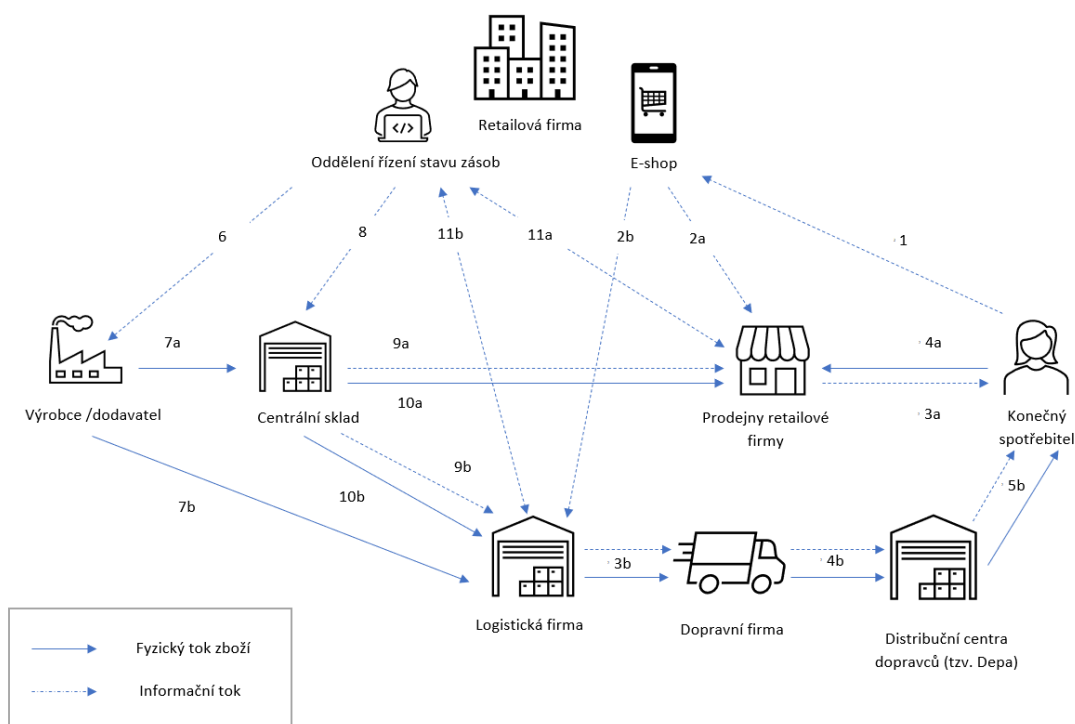 </>
Retailová firma
Oddělení řízení stavu zásob
E-shop
6
8
11b
11a
2b
2a
1
7a
9a
4a
10a
3a
Výrobce /dodavatel
Centrální sklad
Prodejny retailové
firmy
Konečný
spotřebitel
9b
10b
7b
5b
3b
4b
Logistická firma
Dopravní firma
Distribuční centra
dopravců (tzv. Depa)
Fyzický tok zboží
Informační tok